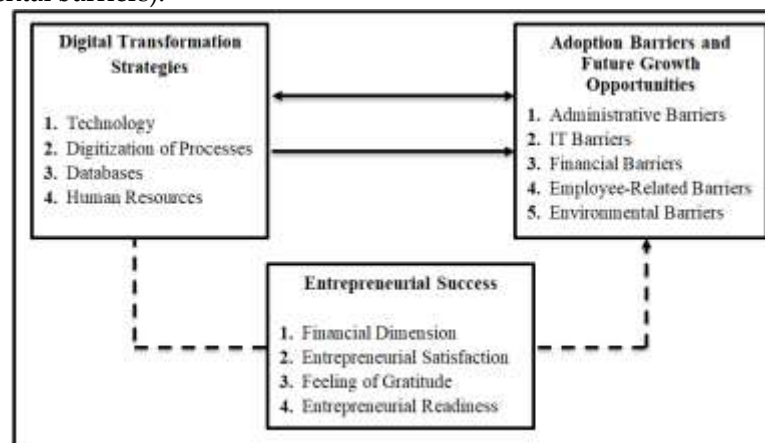 ental barriers).
Digital Transformation
Strategies
1. Technology
2. Digitization of Processes
3. Databases
4. Human Resources
Adoption Barriers and
Future Growth
Opportunities
1. Administrative Barriers
2. IT Barriers
3. Financial Barriers
4. Employee-Related Barriers
5. Environmental Barriers
Entrepreneurial Success
1. Financial Dimension
2. Entrepreneurial Satisfaction
3. Feeling of Gratitude
4. Entrepreneurial Readiness